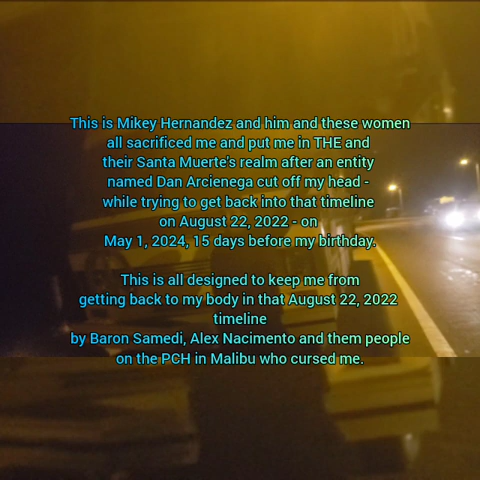 This is Mikey Hernandez and him and these women
all sacrificed me and put me in THE and
their Santa Muerte's realm after an entity
named Dan Arcienega cut off my head -
while trying to get back into that timeline
on August 22, 2022 - on
May 1, 2024, 15 days before my birthday.
This is all designed to keep me from
getting back to my body in that August 22, 2022
timeline
by Baron Samedi, Alex Nacimento and them people
on the PCH in Malibu who cursed me.